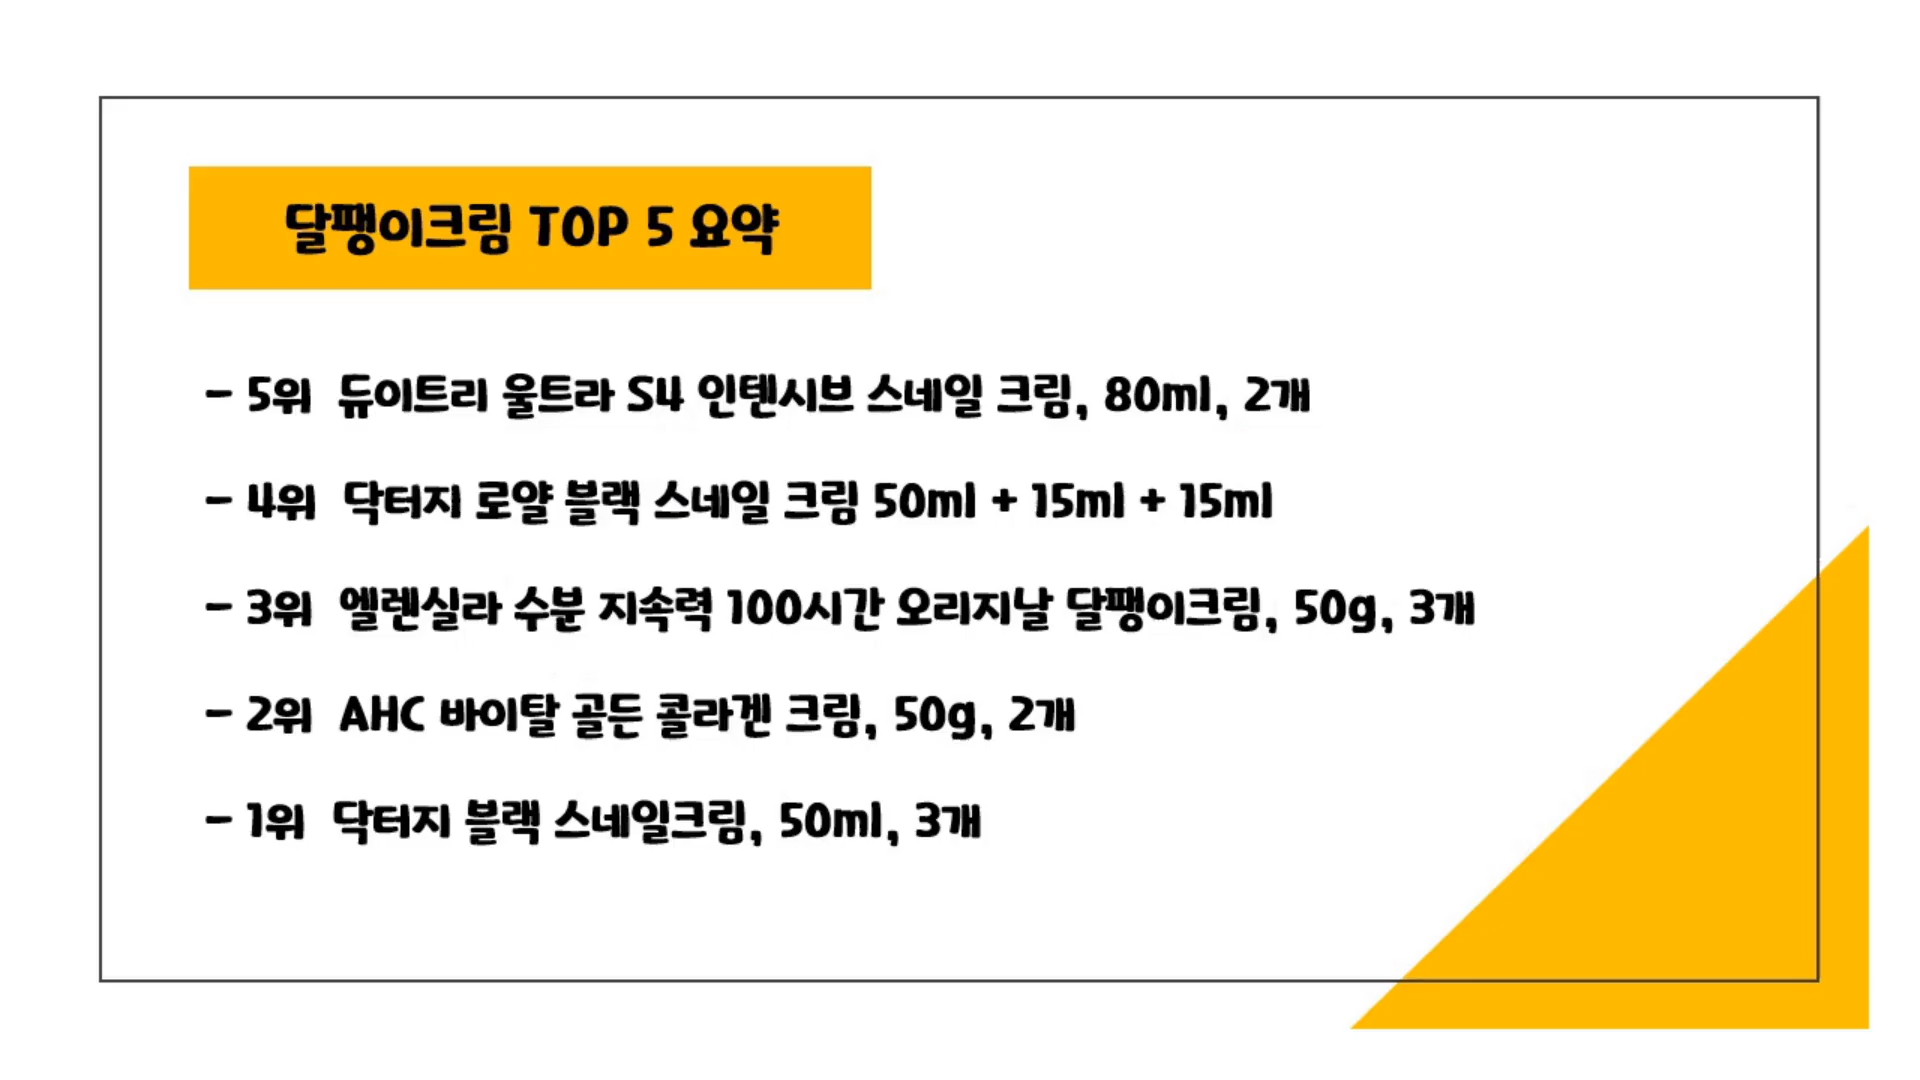 달팽이크림 TOP 5 요약
- 5위 듀이트리 울트라 S4 인텐시브 스네일 크림, 80ml, 2개
- 4위 닥터지 로얄 블랙 스네일 크림 50ml + 15ml + 15ml
- 3위 엘렌실라 수분 지속력 100시간 오리지날 달팽이크림, 50g, 3개
- 2위 AHC 바이탈 골든 콜라겐 크림, 50g, 2개
- 1위 닥터지 블랙 스네일크림, 50ml, 3개